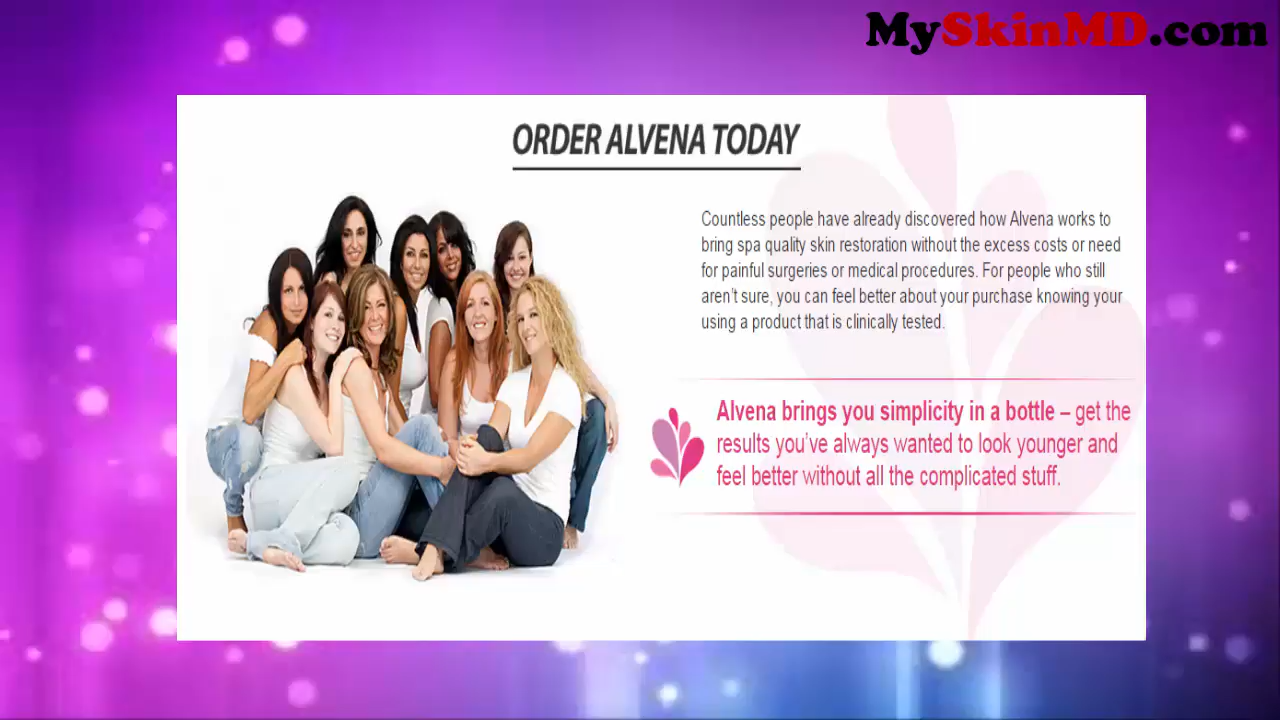 MySkinMD.com
ORDER ALVENA TODAY
Countless people have already discovered how Alvena works to
bring spa quality skin restoration without the excess costs or need
for painful surgeries or medical procedures. For people who still
aren't sure, you can feel better about your purchase knowing your
using a product that is clinically tested.
Alvena brings you simplicity in a bottle – get the
results you've always wanted to look younger and
feel better without all the complicated stuff.